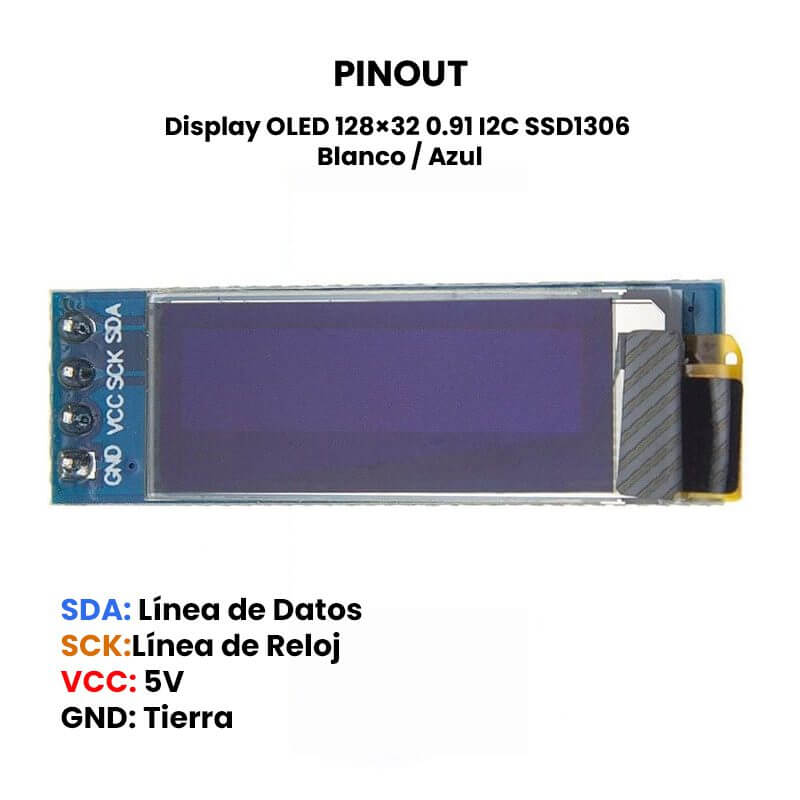 PINOUT
Display OLED 128×32 0.91 I2C SSD1306
Blanco / Azul
SDA
SCK
VCC
GND
SDA: Línea de Datos
SCK:Línea de Reloj
VCC: 5V
GND: Tierra